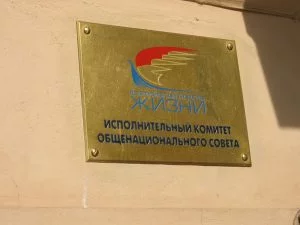 ЖИЗНИ
ИСПОЛНИТЕЛЬНЫЙ КОМИТЕТ
ОБЩЕНАЦИОНАЛЬНОГО СОВЕТА